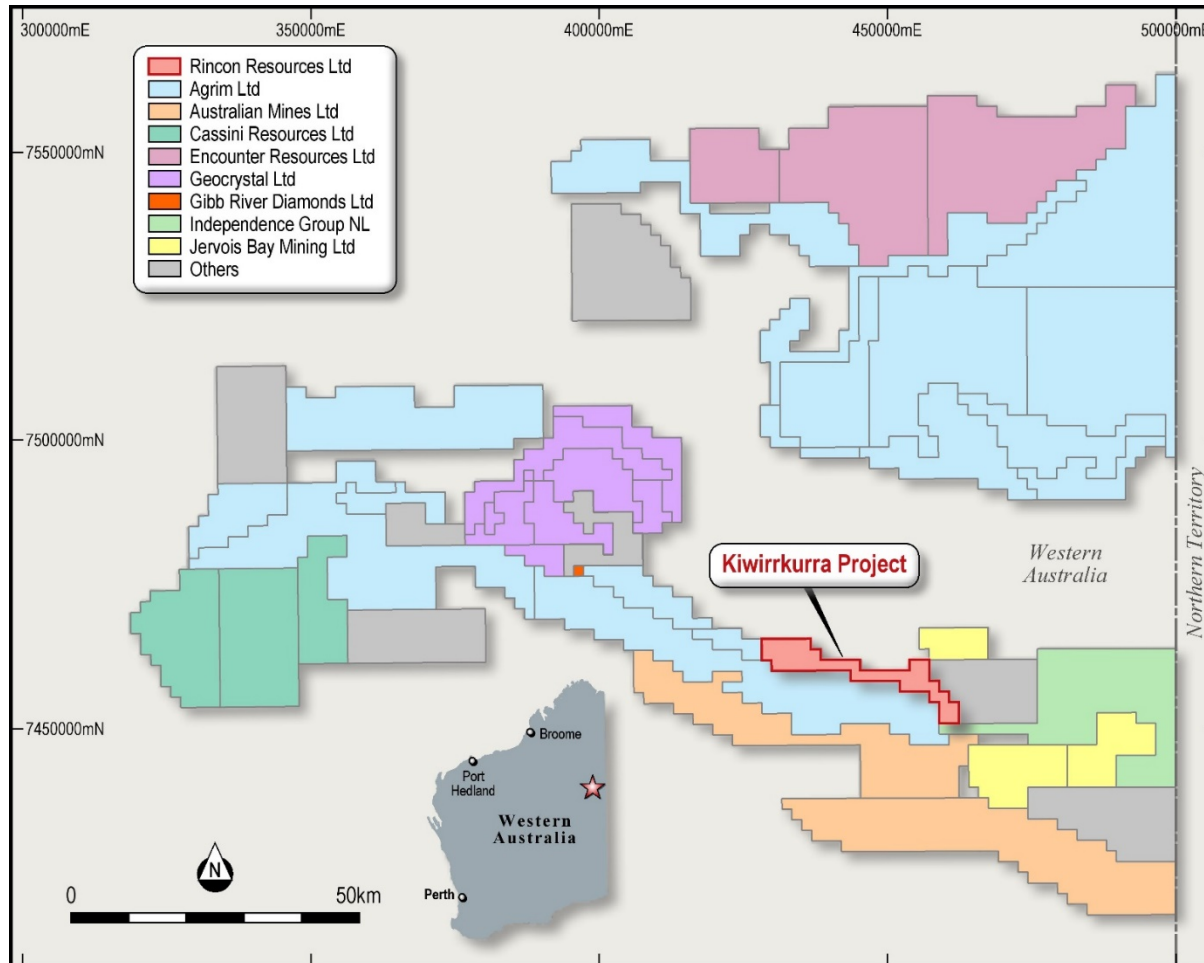 300000mE
350000mE
400000mE
450000mE
500000mE
Rincon Resources Ltd
Agrim Ltd
Australian Mines Ltd
Cassini Resources Ltd
Encounter Resources Ltd
Geocrystal Ltd
Gibb River Diamonds Ltd
Independence Group NL
Jervois Bay Mining Ltd
Others
7550000mN
7500000mN
7450000mN
Kiwirrkurra Project
Western
Australia
Northern Territory
Broome
Port
Hedland
Western
Australia
Perth
N
0
50km